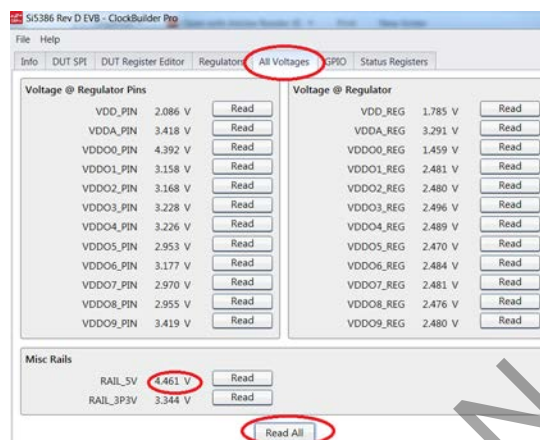 Si5386 Rev D EVB - ClockBuilder Pro
File Help
Info DUT SPI DUT Register Editor Regulators All Voltages GPIO Status Registers
Voltage @ Regulator Pins
VDD_PIN 2.086 V Read
VDDA_PIN 3.418 V Read
VDDO0_PIN 4.392 V Read
VDDO1_PIN 3.158 V Read
VDDO2_PIN 3.168 V Read
VDDO3_PIN 3.228 V Read
VDDO4_PIN 3.226 V Read
VDDO5_PIN 2.953 V Read
VDDO6_PIN 3.177 V Read
VDDO7_PIN 2.970 V Read
VDDO8_PIN 2.955 V Read
VDDO9_PIN 3.419 V Read
Voltage @ Regulator
VDD_REG 1.785 V Read
VDDA_REG 3.291 V Read
VDDO0_REG 1.459 V Read
VDDO1_REG 2.481 V Read
VDDO2_REG 2.480 V Read
VDDO3_REG 2.496 V Read
VDDO4_REG 2.489 V Read
VDDO5_REG 2.470 V Read
VDDO6_REG 2.484 V Read
VDDO7_REG 2.481 V Read
VDDO8_REG 2.476 V Read
VDDO9_REG 2.480 V Read
Misc Rails
RAIL_5V 4.461 V Read
RAIL_3P3V 3.344 V Read
Read All